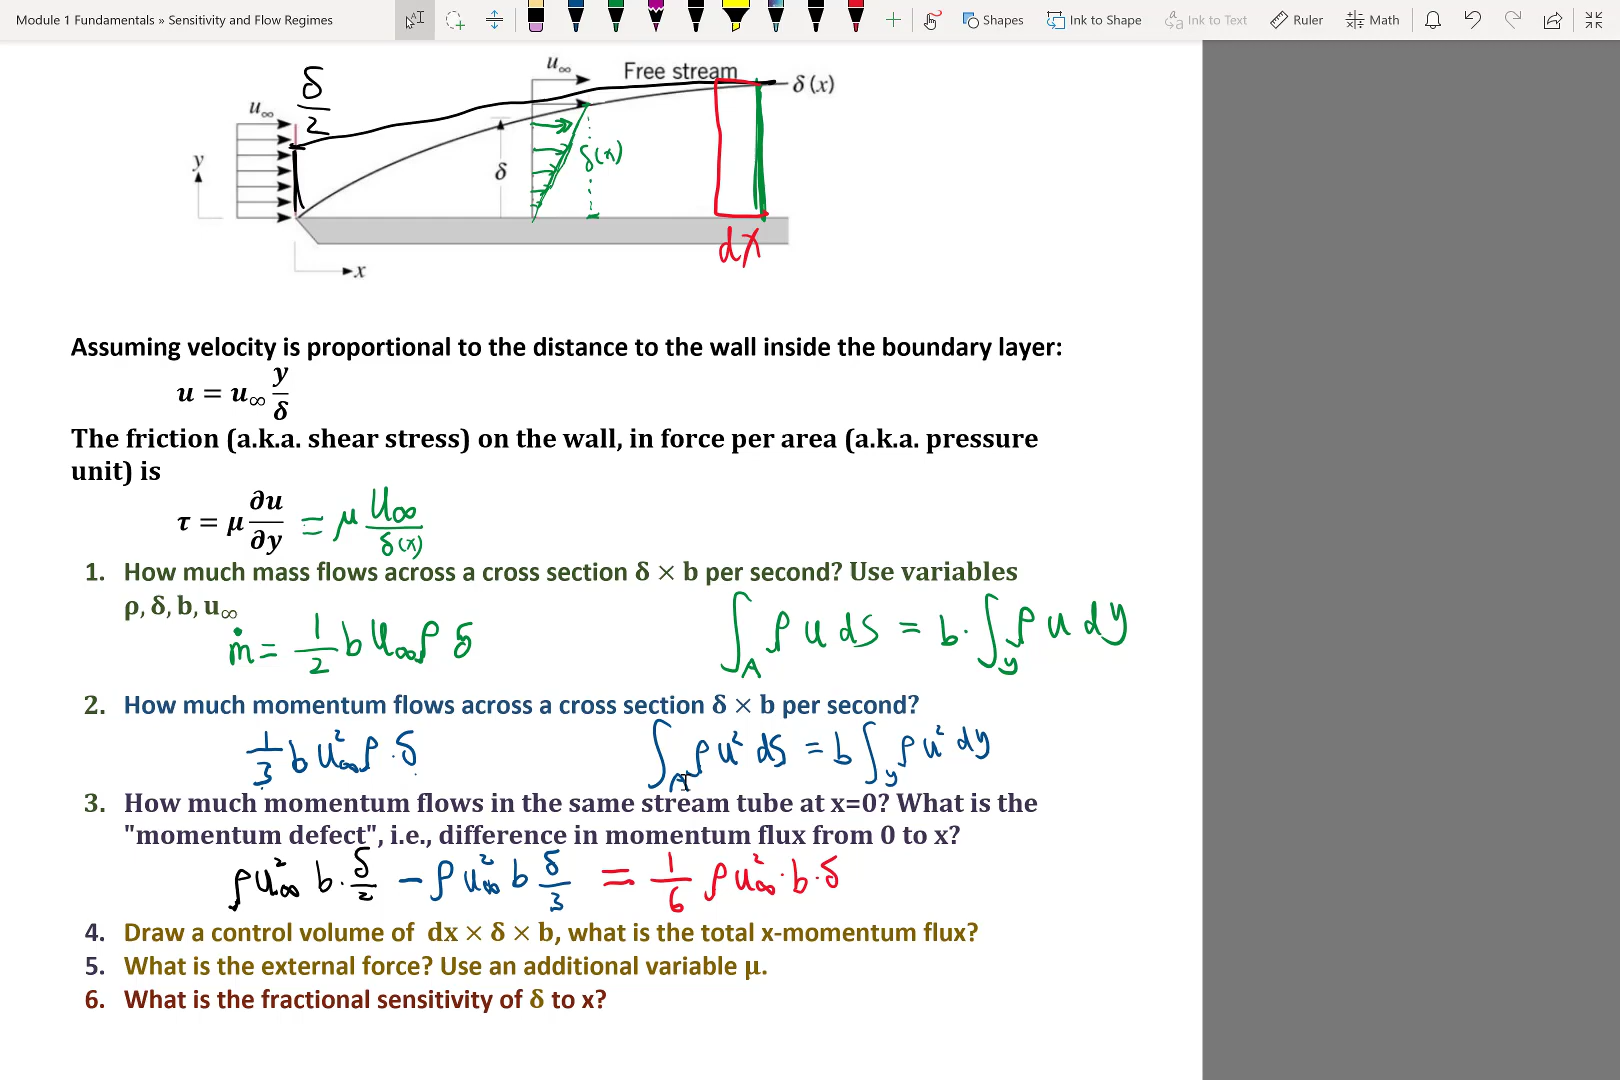 Module 1 Fundamentals » Sensitivity and Flow Regimes
Shapes Ink to Shape Ink to Text Ruler Math
δ/2
u∞
u∞
Free stream
δ(x)
y
δ
δ(x)
dx
x
Assuming velocity is proportional to the distance to the wall inside the boundary layer:
u = u∞ y/δ
The friction (a.k.a. shear stress) on the wall, in force per area (a.k.a. pressure
unit) is
τ = μ ∂u/∂y = μ u∞/δ(x)
1. How much mass flows across a cross section δ × b per second? Use variables
ρ, δ, b, u∞
ṁ = 1/2 b u∞ ρ δ ∫_A ρ u ds = b · ∫_y ρ u dy
2. How much momentum flows across a cross section δ × b per second?
1/3 b u∞² ρ · δ ∫_A ρ u² ds = b ∫_y ρ u² dy
3. How much momentum flows in the same stream tube at x=0? What is the
"momentum defect", i.e., difference in momentum flux from 0 to x?
ρ u∞² b · δ/2 − ρ u∞² b δ/3 = 1/6 ρ u∞² · b · δ
4. Draw a control volume of dx × δ × b, what is the total x-momentum flux?
5. What is the external force? Use an additional variable μ.
6. What is the fractional sensitivity of δ to x?